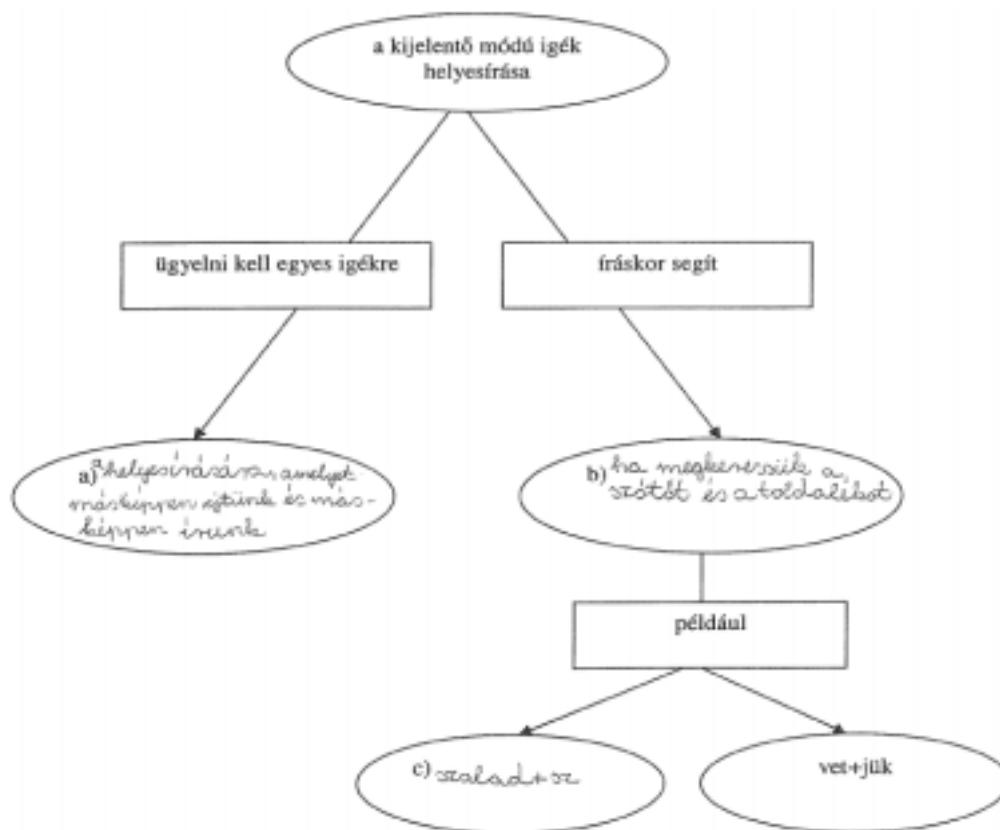 a kijelentő módú igék
helyesírása
ügyelni kell egyes igékre
íráskor segít
a) helyesírására, amelyet
másképpen ejtünk és más-
képpen írunk
b) ha megkeressük a
szótőt és a toldalékot
például
c) szalad+sz
vet+jük